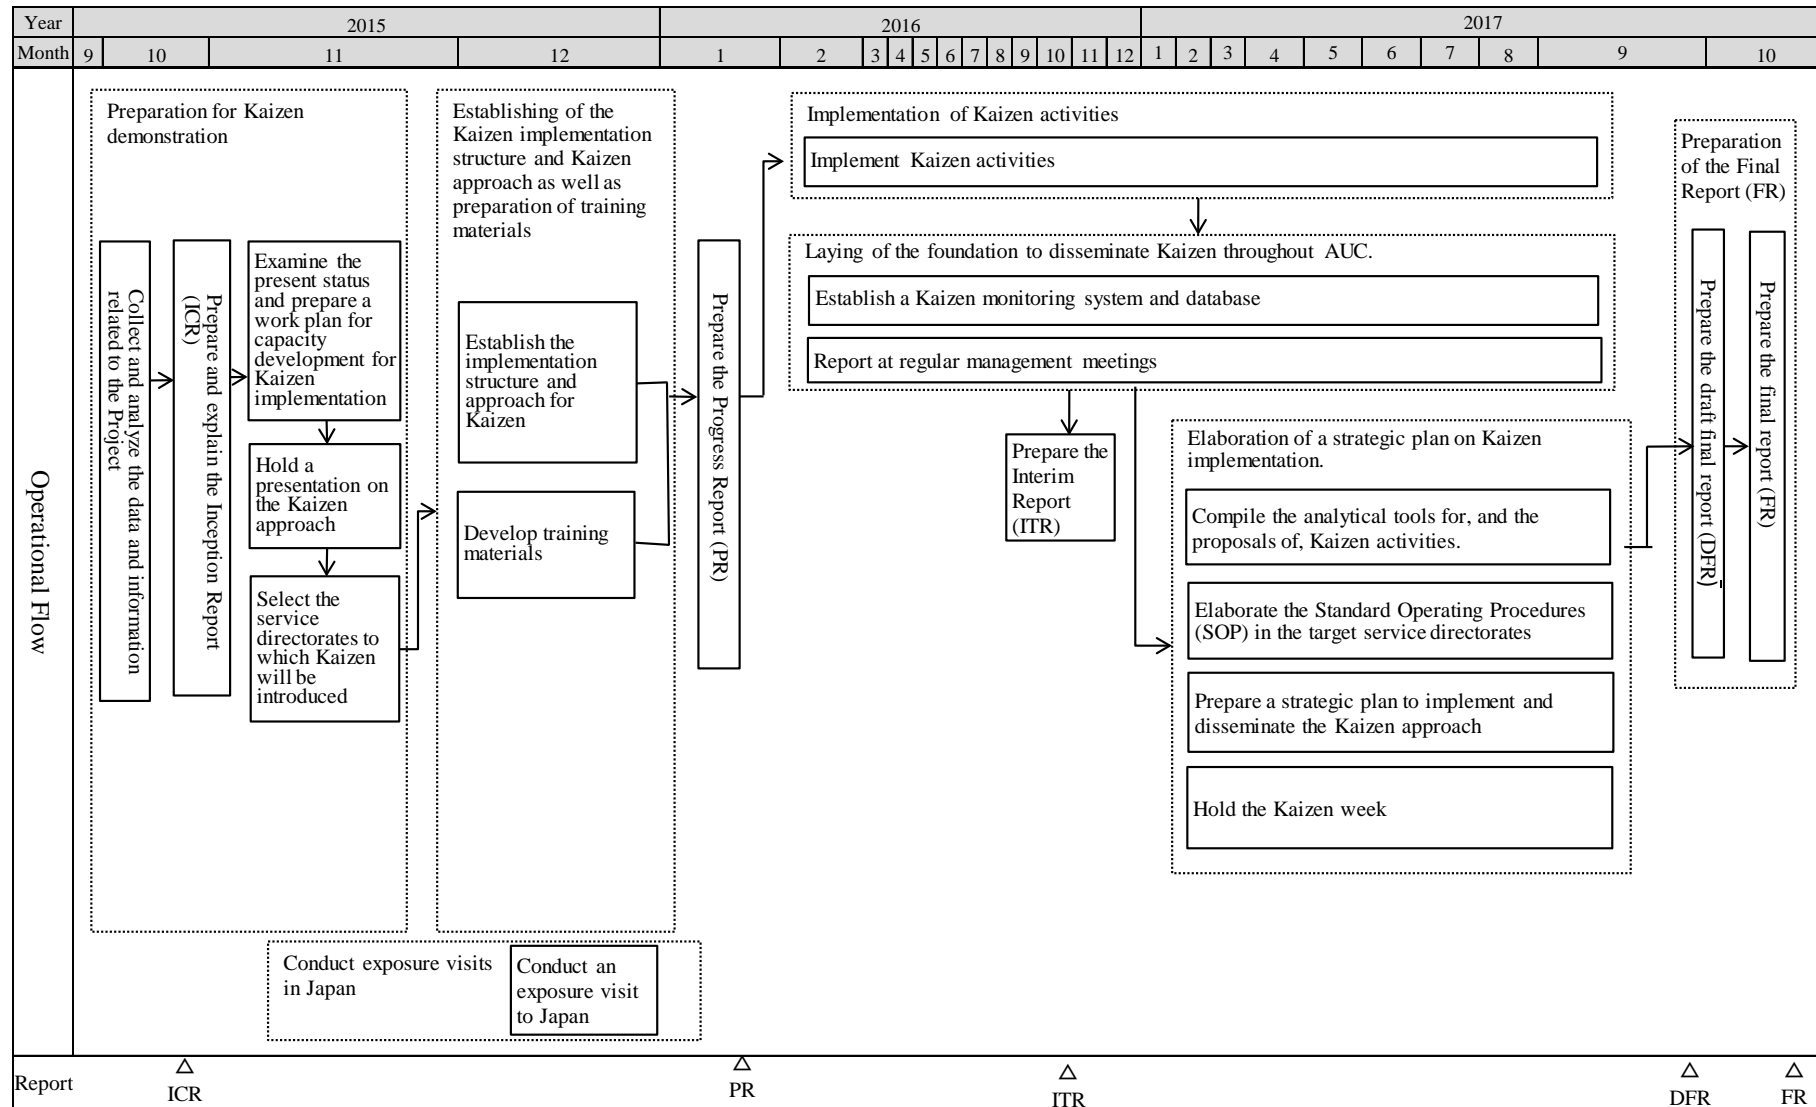 Year 2015 2016 2017
Month 9 10 11 12 1 2 3 4 5 6 7 8 9 10 11 12 1 2 3 4 5 6 7 8 9 10
Operational Flow
Preparation for Kaizen
demonstration
Collect and analyze the data and information
related to the Project
Prepare and explain the Inception Report
(ICR)
Examine the
present status
and prepare a
work plan for
capacity
development for
Kaizen
implementation
Hold a
presentation on
the Kaizen
approach
Select the
service
directorates to
which Kaizen
will be
introduced
Establishing of the
Kaizen implementation
structure and Kaizen
approach as well as
preparation of training
materials
Establish the
implementation
structure and
approach for
Kaizen
Develop training
materials
Conduct exposure visits
in Japan
Conduct an
exposure visit
to Japan
Prepare the Progress Report (PR)
Implementation of Kaizen activities
Implement Kaizen activities
Laying of the foundation to disseminate Kaizen throughout AUC.
Establish a Kaizen monitoring system and database
Report at regular management meetings
Prepare the
Interim
Report
(ITR)
Elaboration of a strategic plan on Kaizen
implementation.
Compile the analytical tools for, and the
proposals of, Kaizen activities.
Elaborate the Standard Operating Procedures
(SOP) in the target service directorates
Prepare a strategic plan to implement and
disseminate the Kaizen approach
Hold the Kaizen week
Preparation
of the Final
Report (FR)
Prepare the draft final report (DFR)
Prepare the final report (FR)
Report ICR PR ITR DFR FR